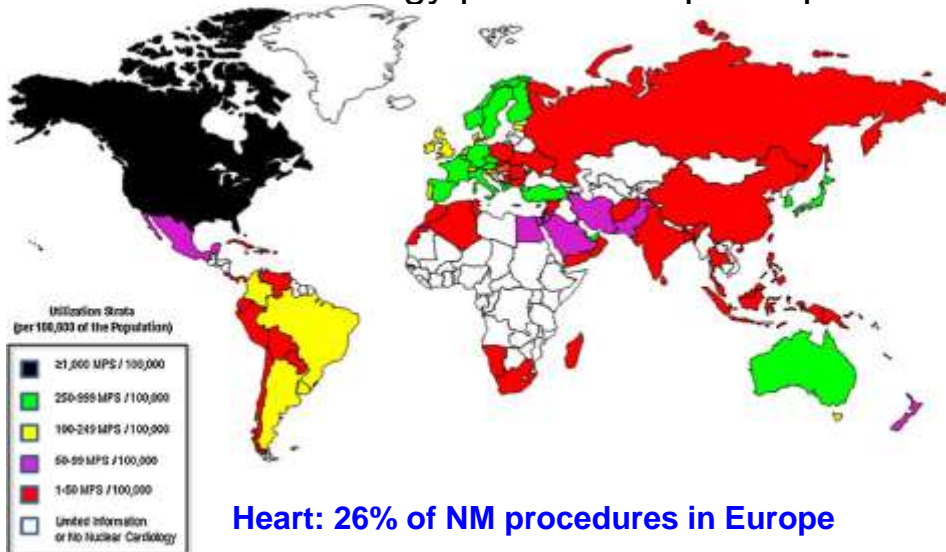 Utilization Strata
(per 100,000 of the Population)
≥1,000 MPS / 100,000
250-999 MPS / 100,000
100-249 MPS / 100,000
50-99 MPS / 100,000
1-50 MPS / 100,000
Limited Information
or No Nuclear Cardiology
Heart: 26% of NM procedures in Europe